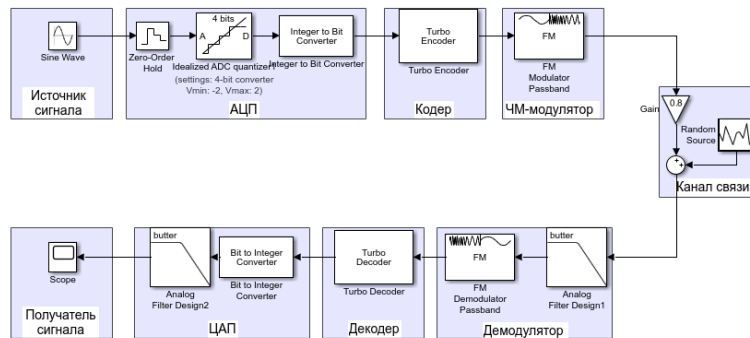 4 bits
A
D
Sine Wave
Zero-Order
Hold
Idealized ADC quantizer1
(settings: 4-bit converter
Vmin: -2, Vmax: 2)
Integer to Bit
Converter
Integer to Bit Converter
Turbo
Encoder
Turbo Encoder
FM
FM
Modulator
Passband
Источник
сигнала
АЦП
Кодер
ЧМ-модулятор
Gain
0.8
Random
Source
+
+
Канал связи
Scope
butter
Analog
Filter Design2
Bit to Integer
Converter
Bit to Integer
Converter
Turbo
Decoder
Turbo Decoder
FM
FM
Demodulator
Passband
butter
Analog
Filter Design1
Получатель
сигнала
ЦАП
Декодер
Демодулятор